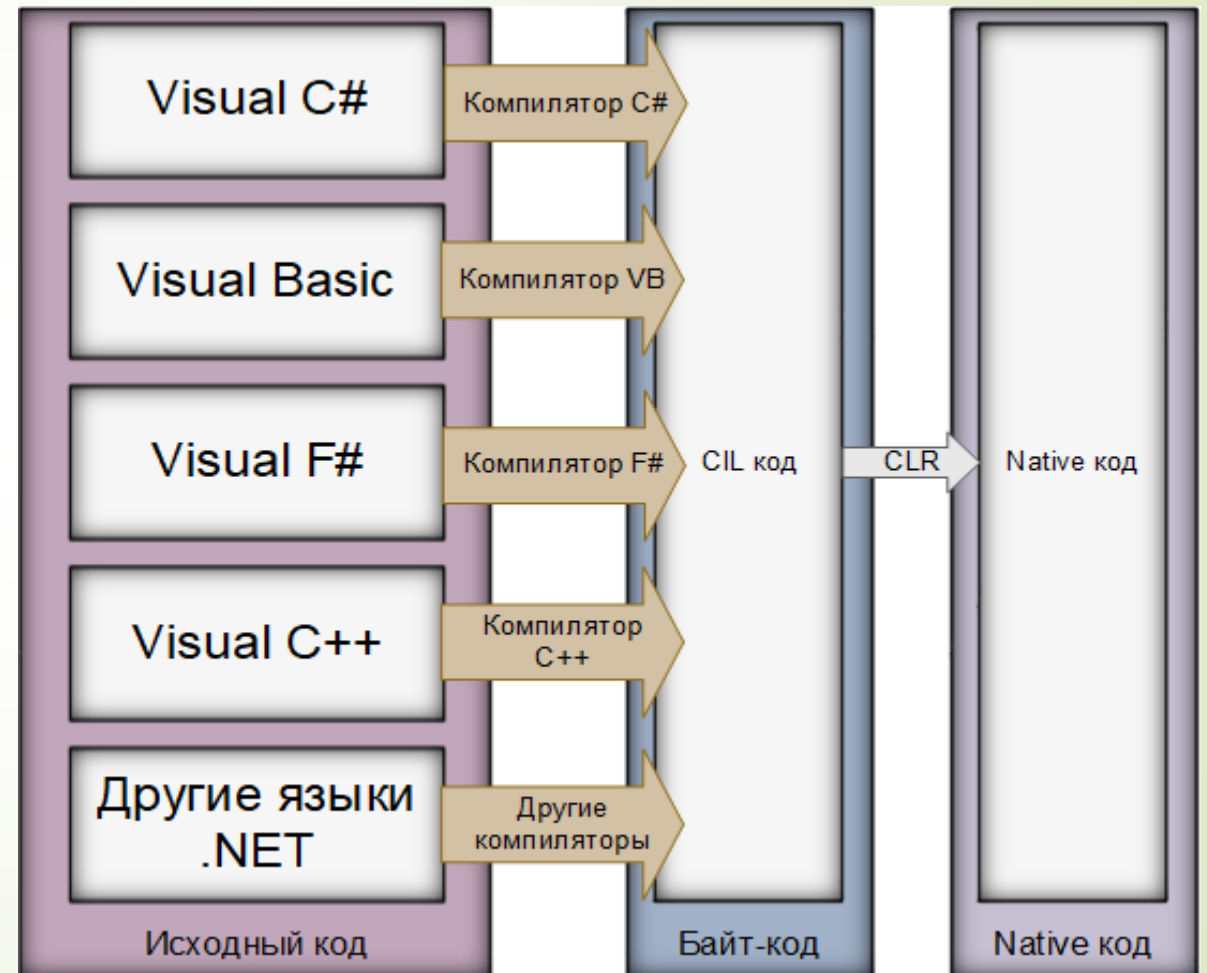 Visual C#
Компилятор C#
Visual Basic
Компилятор VB
Visual F#
Компилятор F#
CIL код
CLR
Native код
Visual C++
Компилятор
C++
Другие языки
.NET
Другие
компиляторы
Исходный код
Байт-код
Native код